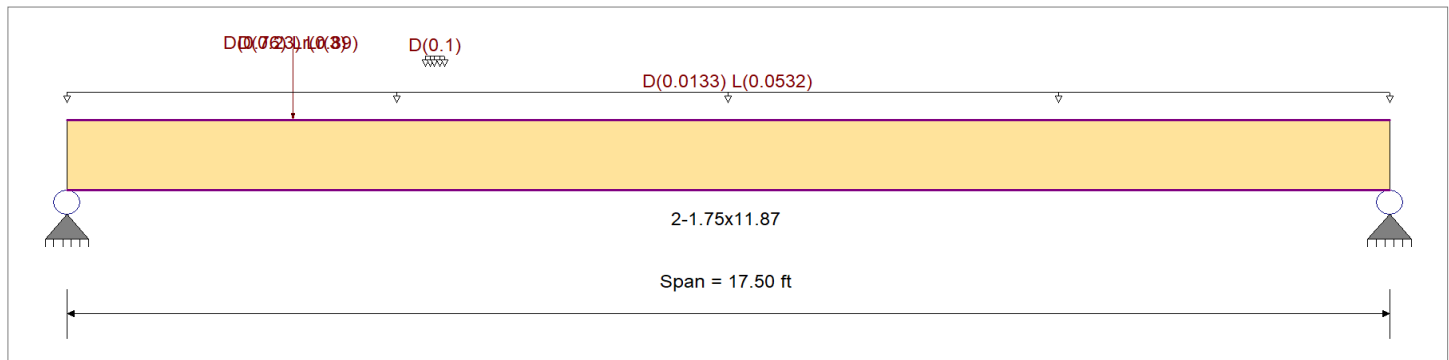 D(0.1)
D(0.0133) L(0.0532)
2-1.75x11.87
Span = 17.50 ft